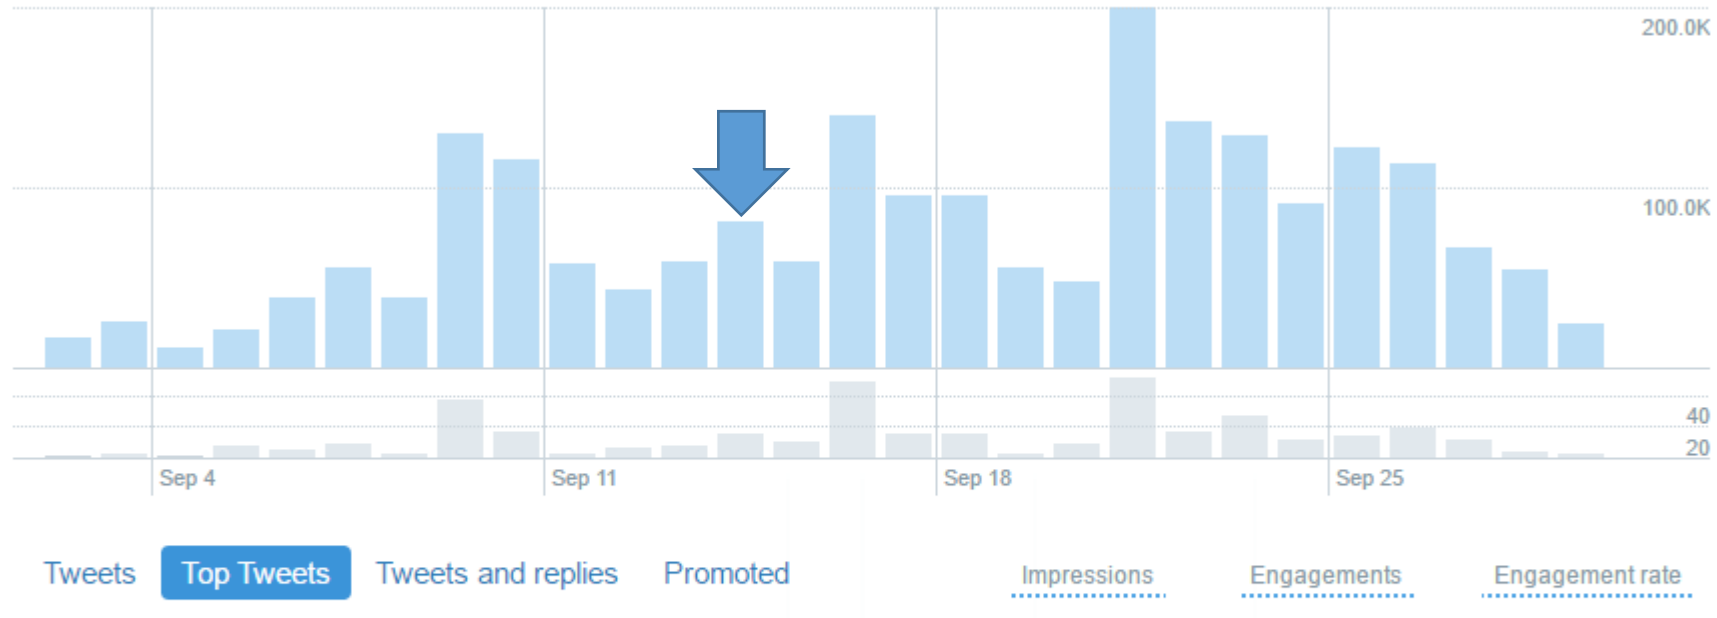 200.0K
100.0K
40
20
Sep 4 Sep 11 Sep 18 Sep 25
Tweets Top Tweets Tweets and replies Promoted Impressions Engagements Engagement rate